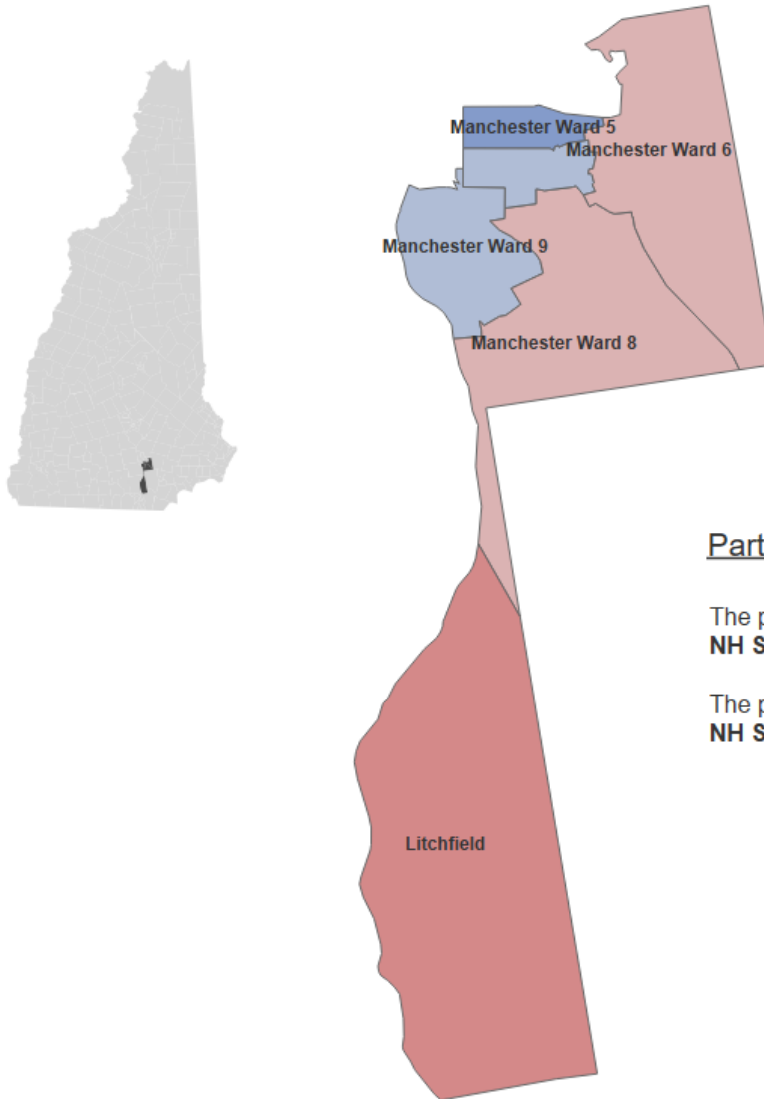 Manchester Ward 5
Manchester Ward 6
Manchester Ward 9
Manchester Ward 8
Part
The p
NH S
The p
NH S
Litchfield